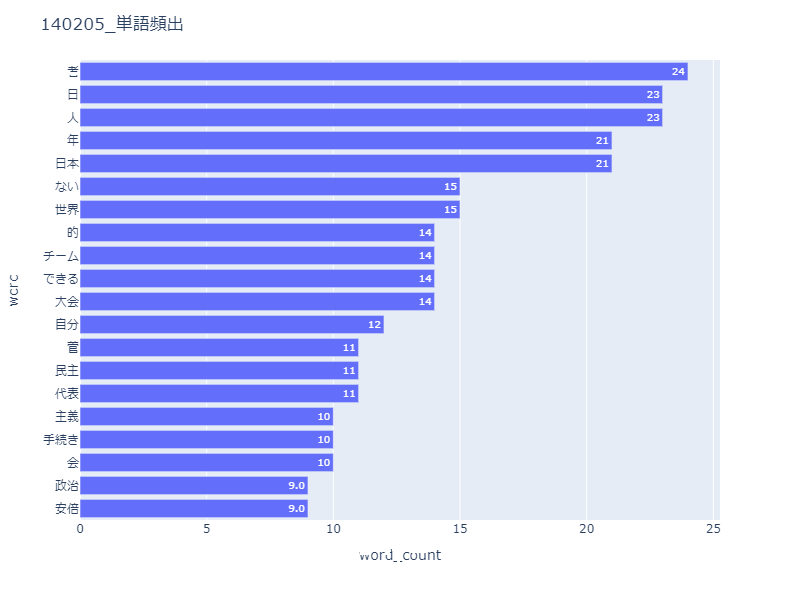 140205_単語頻出
考 24
日 23
人 23
年 21
日本 21
ない 15
世界 15
的 14
チーム 14
できる 14
大会 14
自分 12
菅 11
民主 11
代表 11
主義 10
手続き 10
会 10
政治 9.0
安倍 9.0
0 5 10 15 20 25
word_count